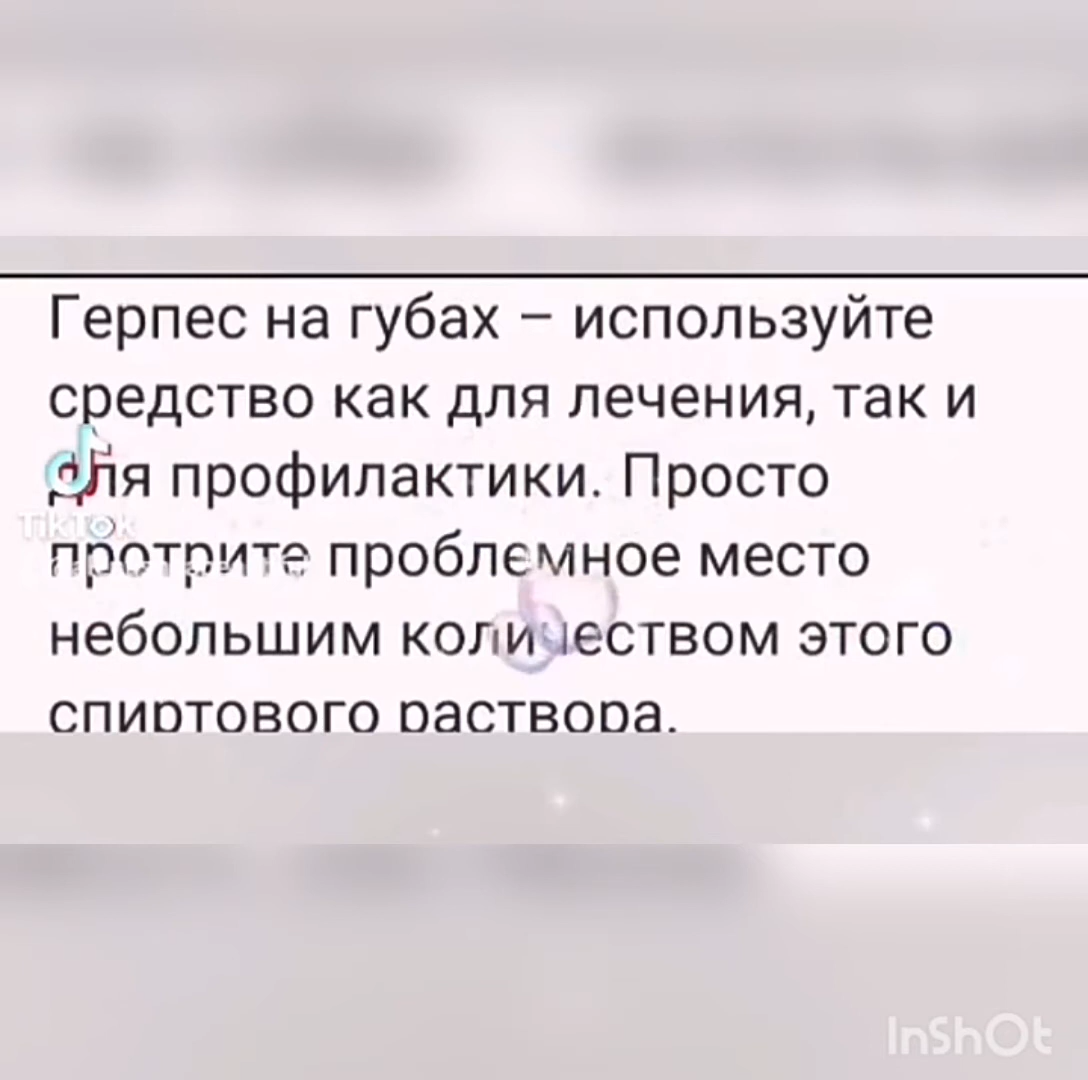 Герпес на губах – используйте
средство как для лечения, так и
для профилактики. Просто
TikTok
протрите проблемное место
небольшим количеством этого
спиртового раствора.
InShOt